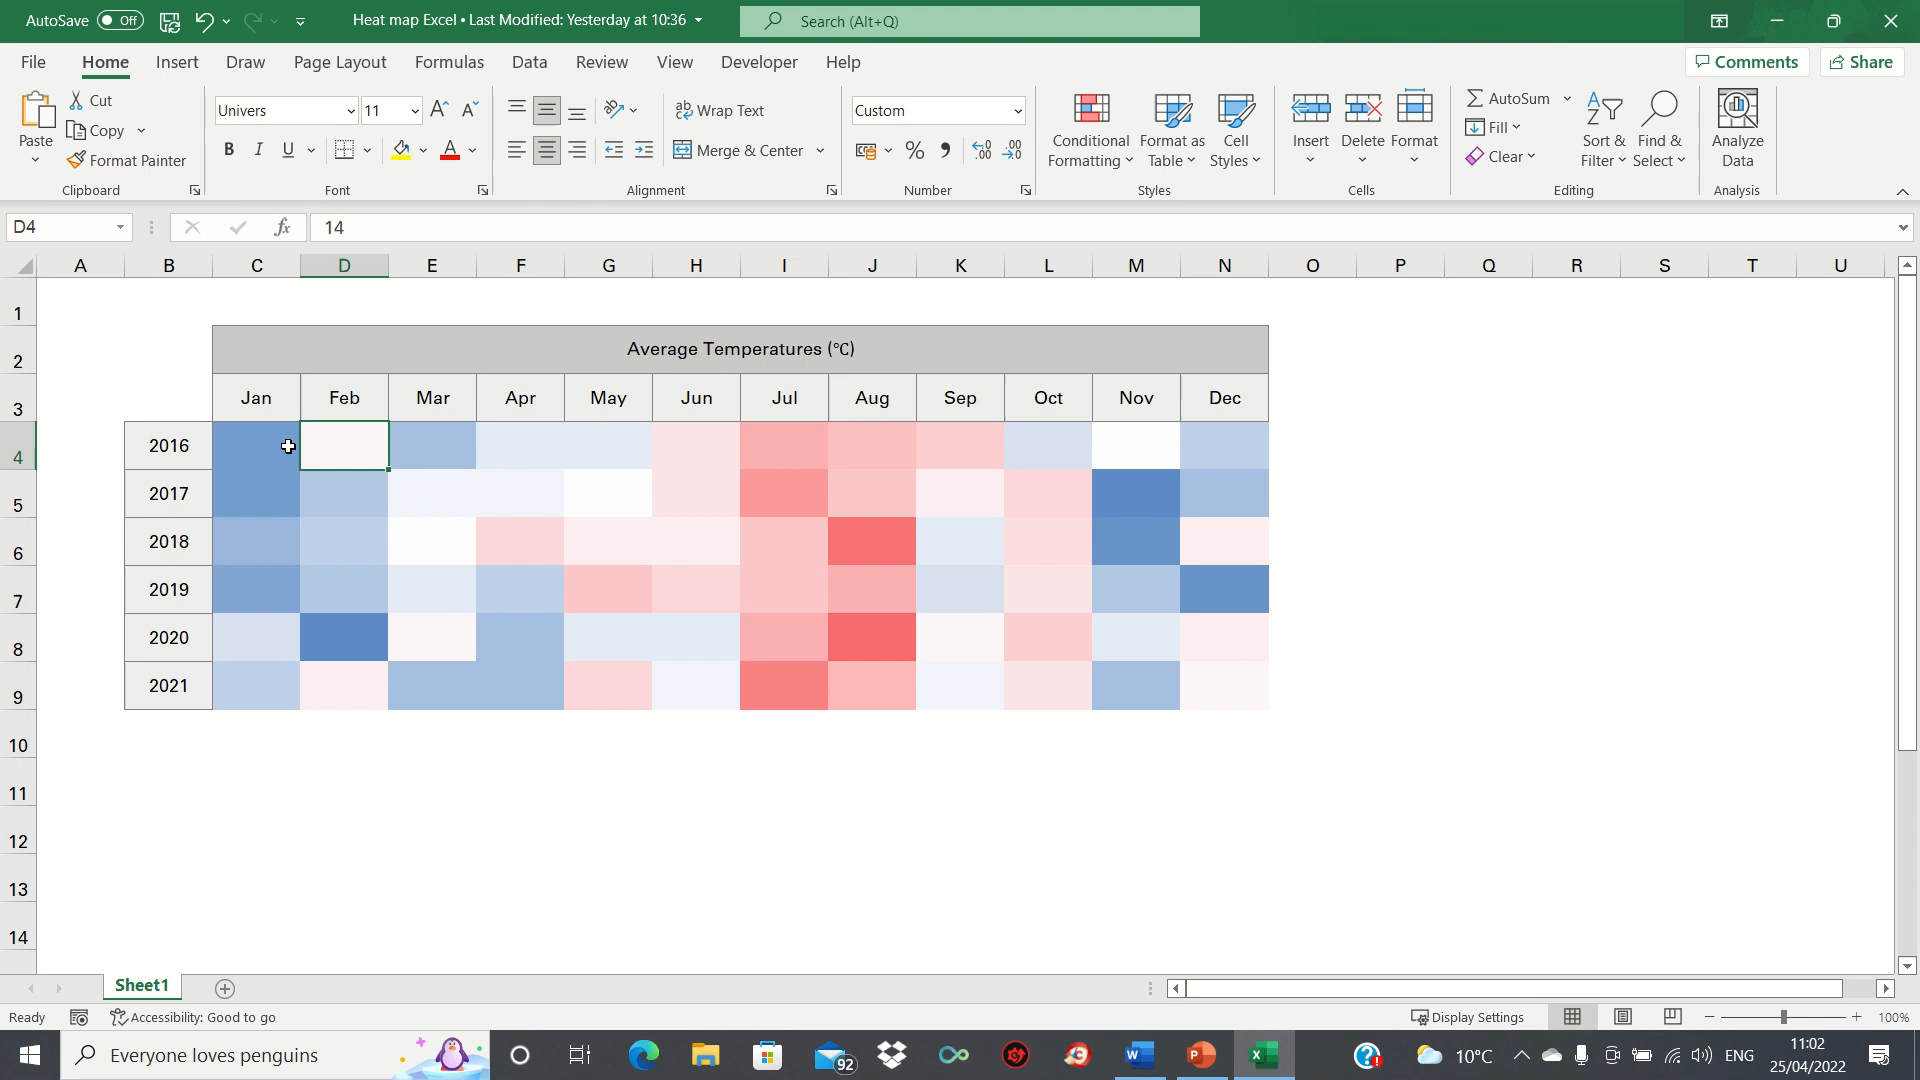 AutoSave Off Heat map Excel • Last Modified: Yesterday at 10:36 Search (Alt+Q)
File Home Insert Draw Page Layout Formulas Data Review View Developer Help Comments Share
Paste Cut Copy Format Painter Clipboard
Univers 11 B I U A Font
Wrap Text Merge & Center Alignment
Custom % Number
Conditional Formatting Format as Table Cell Styles Styles
Insert Delete Format Cells
AutoSum Fill Clear Sort & Filter Find & Select Editing
Analyze Data Analysis
D4 fx 14
A B C D E F G H I J K L M N O P Q R S T U
1
2 Average Temperatures (°C)
3 Jan Feb Mar Apr May Jun Jul Aug Sep Oct Nov Dec
4 2016
5 2017
6 2018
7 2019
8 2020
9 2021
10
11
12
13
14
Sheet1
Ready Accessibility: Good to go Display Settings 100%
Everyone loves penguins 92 10°C ENG 11:02
25/04/2022